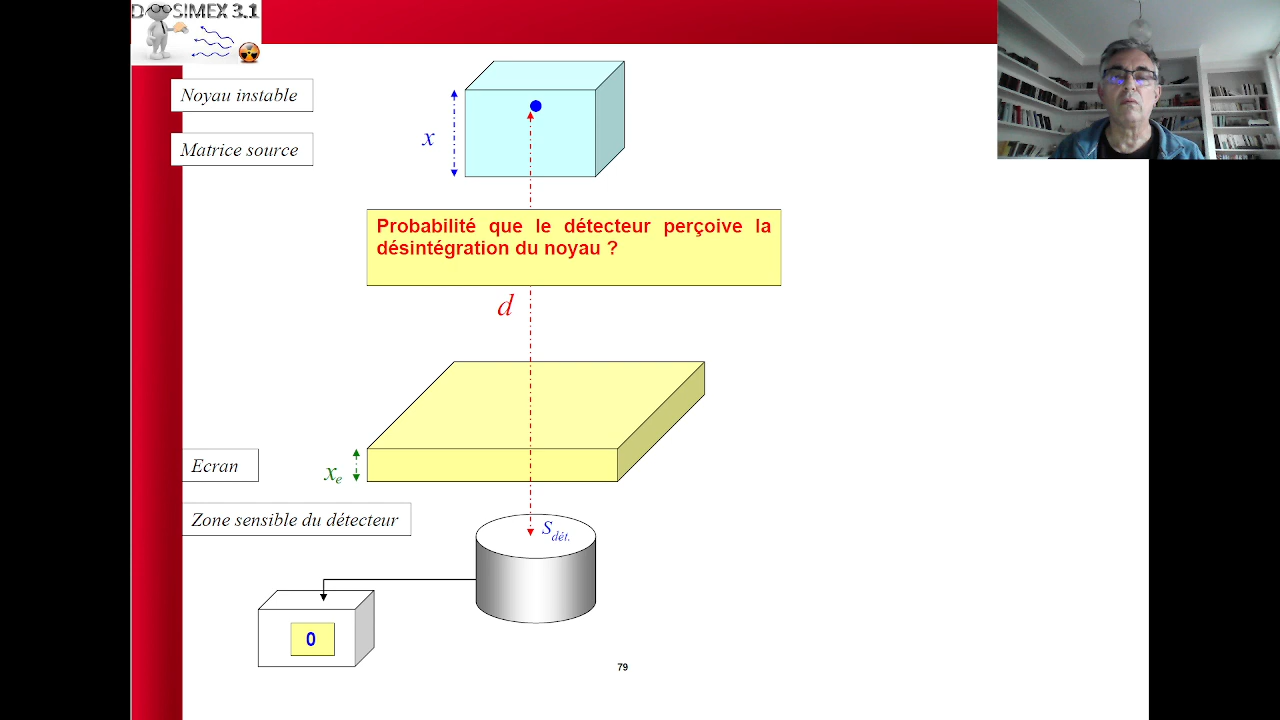 DOSIMEX 3.1
Noyau instable
Matrice source
x
Probabilité que le détecteur perçoive la
désintégration du noyau ?
d
Ecran
xe
Zone sensible du détecteur
Sdét.
0
79